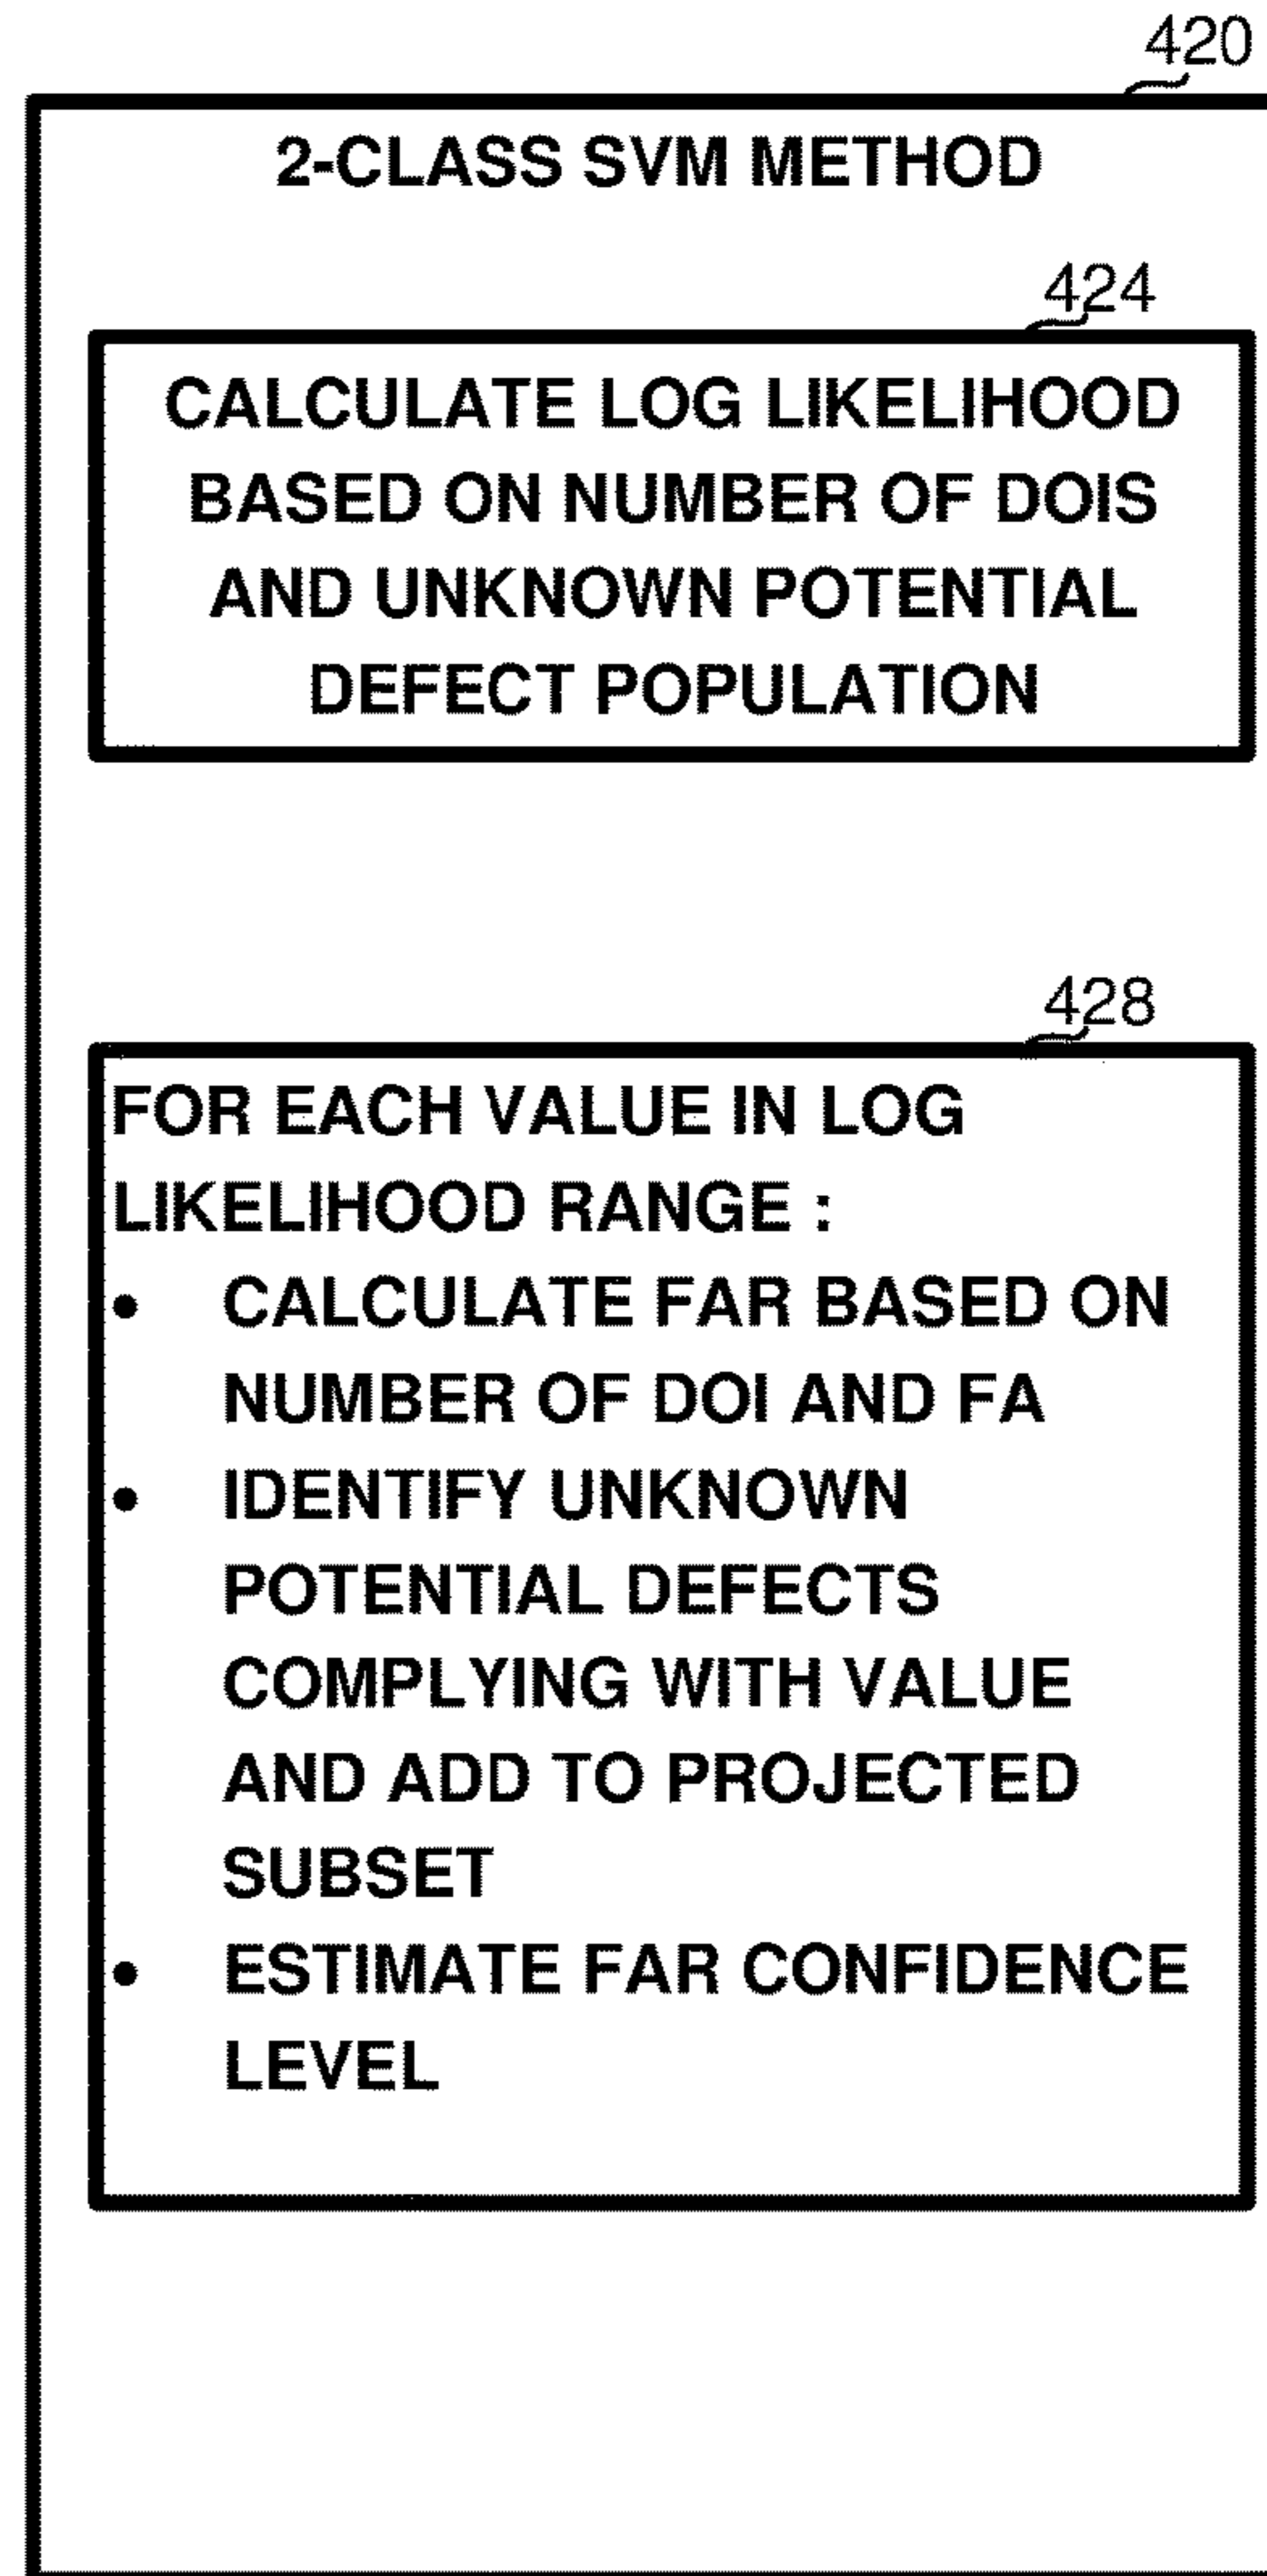 420
2-CLASS SVM METHOD
424
CALCULATE LOG LIKELIHOOD
BASED ON NUMBER OF DOIS
AND UNKNOWN POTENTIAL
DEFECT POPULATION
428
FOR EACH VALUE IN LOG
LIKELIHOOD RANGE :
• CALCULATE FAR BASED ON
NUMBER OF DOI AND FA
• IDENTIFY UNKNOWN
POTENTIAL DEFECTS
COMPLYING WITH VALUE
AND ADD TO PROJECTED
SUBSET
• ESTIMATE FAR CONFIDENCE
LEVEL